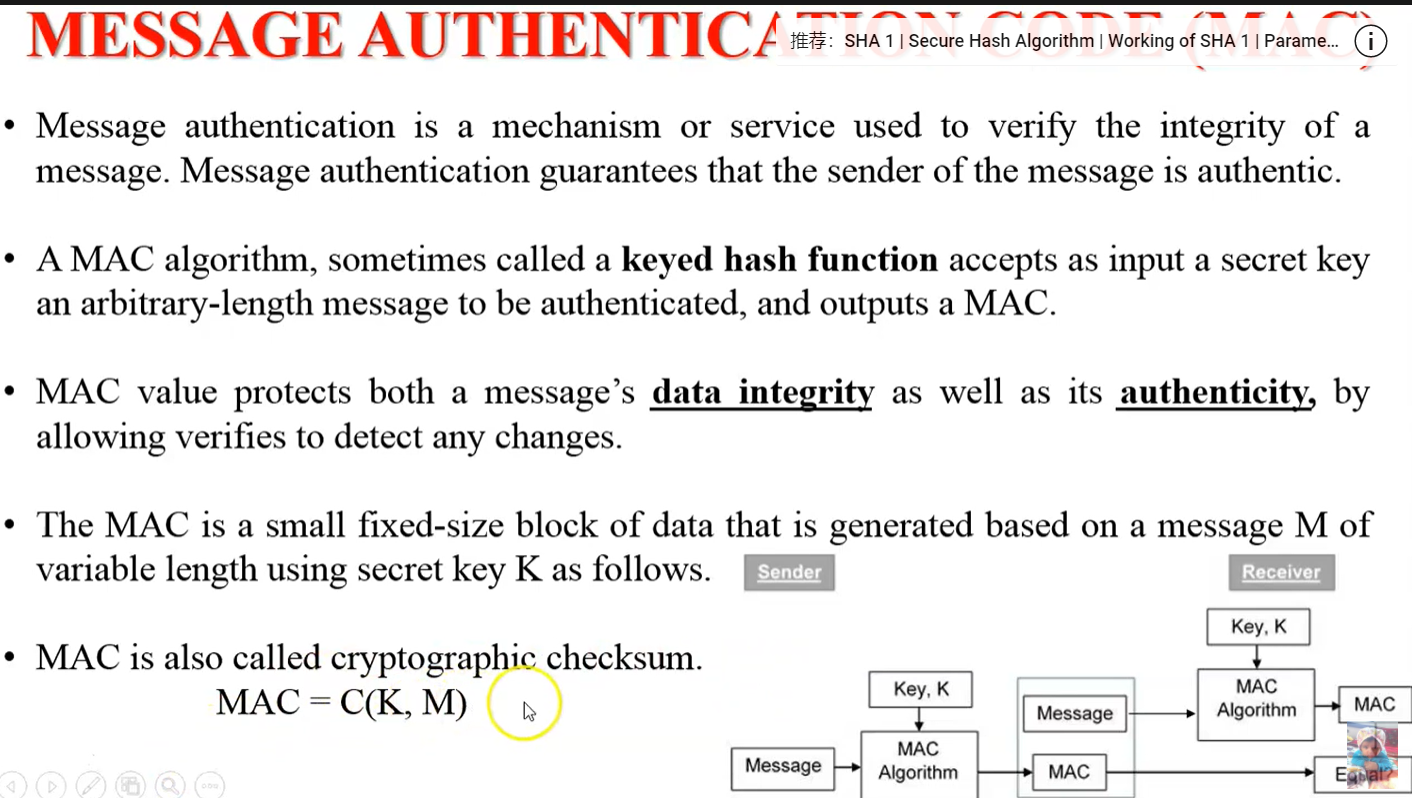 MESSAGE AUTHENTICATION CODE (MAC)
推荐: SHA 1 | Secure Hash Algorithm | Working of SHA 1 | Parame...
i
• Message authentication is a mechanism or service used to verify the integrity of a
message. Message authentication guarantees that the sender of the message is authentic.
• A MAC algorithm, sometimes called a keyed hash function accepts as input a secret key
an arbitrary-length message to be authenticated, and outputs a MAC.
• MAC value protects both a message's data integrity as well as its authenticity, by
allowing verifies to detect any changes.
• The MAC is a small fixed-size block of data that is generated based on a message M of
variable length using secret key K as follows.
• MAC is also called cryptographic checksum.
MAC = C(K, M)
Sender
Receiver
Key, K
Key, K
MAC
Algorithm
MAC
Message
Message
MAC
Algorithm
MAC
Equal?